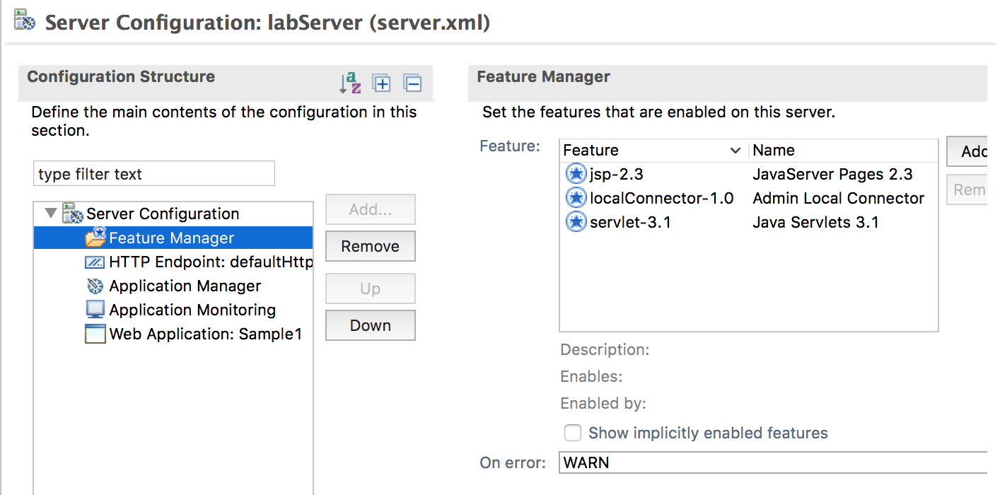 Server Configuration: labServer (server.xml)
Configuration Structure
Define the main contents of the configuration in this
section.
type filter text
Server Configuration
Feature Manager
HTTP Endpoint: defaultHttp
Application Manager
Application Monitoring
Web Application: Sample1
Add...
Remove
Up
Down
Feature Manager
Set the features that are enabled on this server.
Feature:
Feature Name
jsp-2.3 JavaServer Pages 2.3
localConnector-1.0 Admin Local Connector
servlet-3.1 Java Servlets 3.1
Add
Rem
Description:
Enables:
Enabled by:
Show implicitly enabled features
On error: WARN